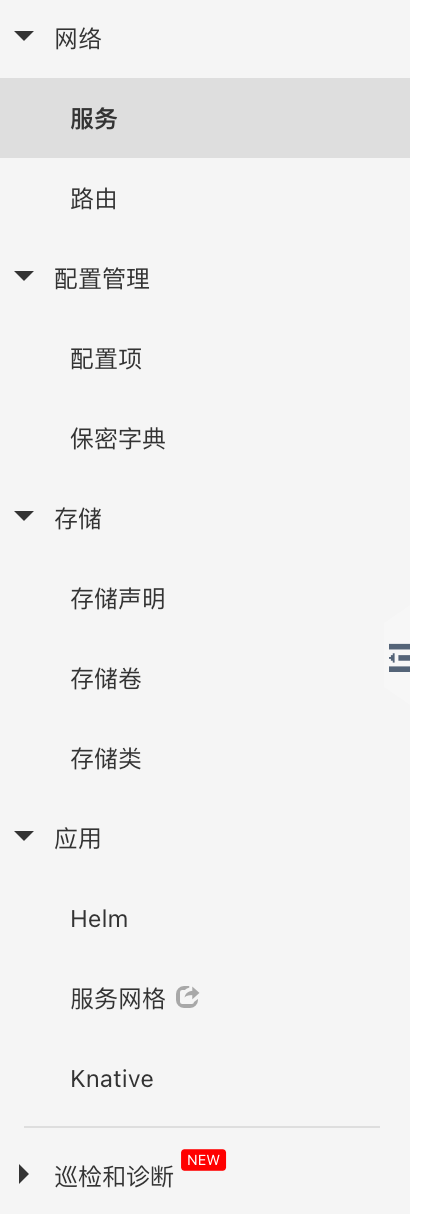 网络
服务
路由
配置管理
配置项
保密字典
存储
存储声明
存储卷
存储类
应用
Helm
服务网格
Knative
巡检和诊断 NEW